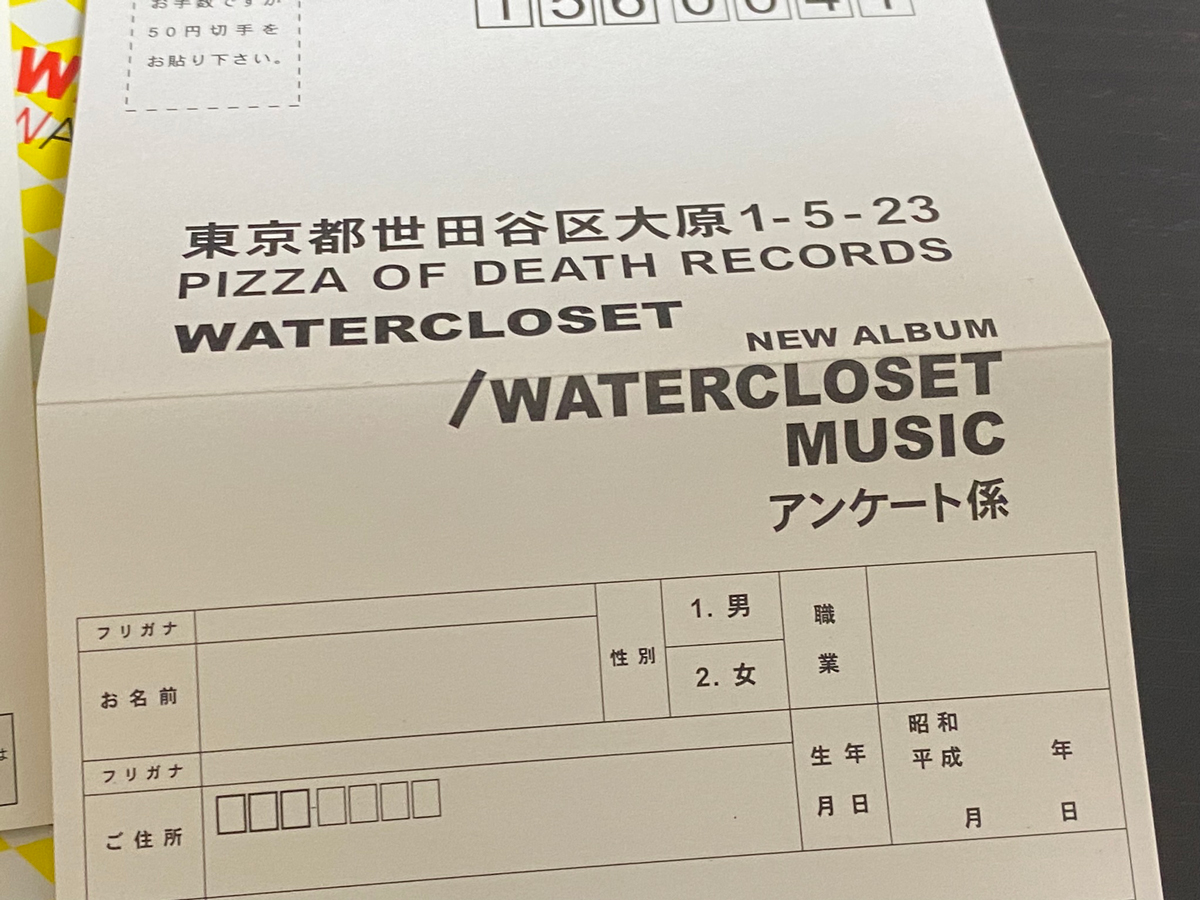 お手数ですが
50円切手を
お貼り下さい。
1560041
東京都世田谷区大原1-5-23
PIZZA OF DEATH RECORDS
WATERCLOSET
NEW ALBUM
/WATERCLOSET
MUSIC
アンケート係
フリガナ
お名前
性別
1. 男
2. 女
職業
フリガナ
ご住所
生年
月日
昭和
平成 年
月 日